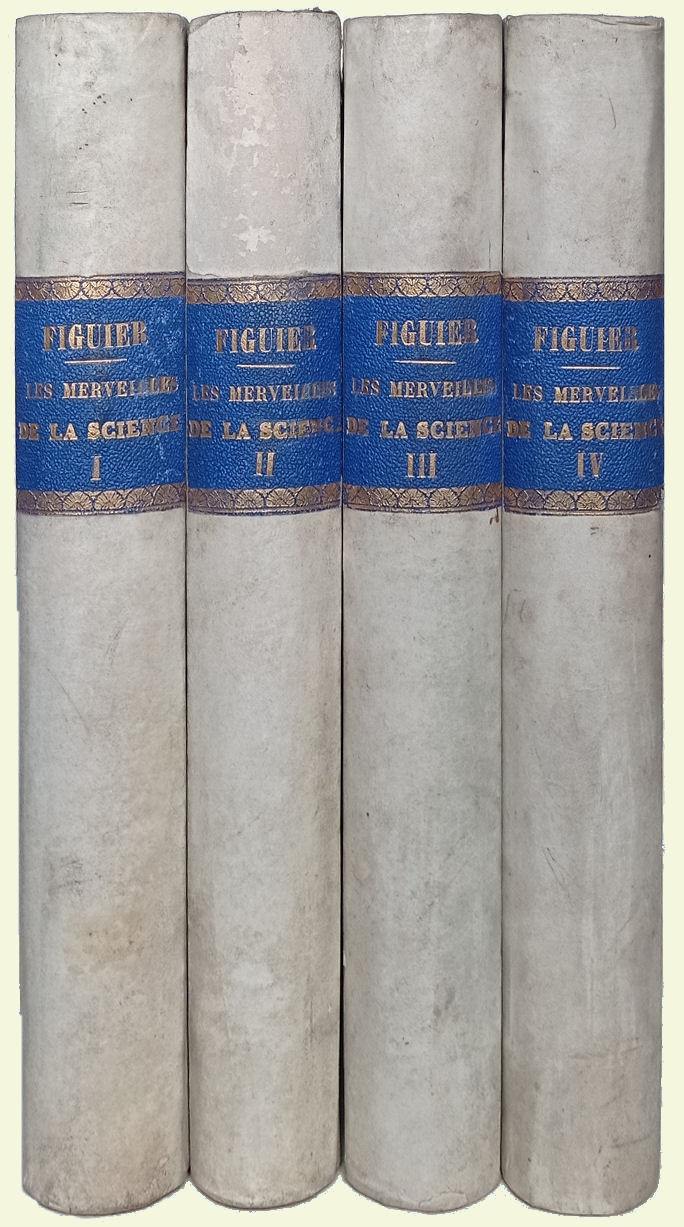 FIGUIER
LES MERVEILLES
DE LA SCIENCE
I
FIGUIER
LES MERVEILLES
DE LA SCIENC
II
FIGUIER
LES MERVEILLES
DE LA SCIENCE
III
FIGUIER
LES MERVEILLES
DE LA SCIENCE
IV